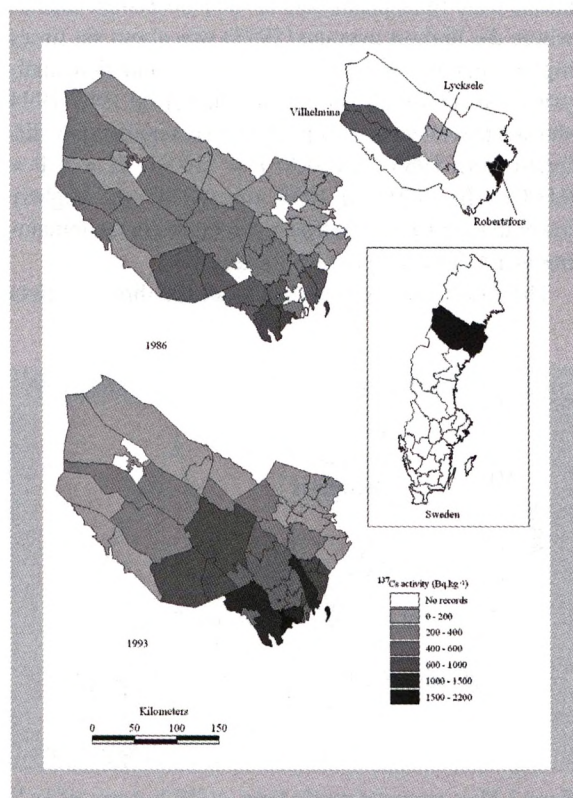 Lycksele
Vilhelmina
Robertsfors
1986
Sweden
1993
¹³⁷Cs activity (Bq.kg⁻¹)
No records
0 - 200
200 - 400
400 - 600
600 - 1000
1000 - 1500
1500 - 2200
Kilometers
0 50 100 150